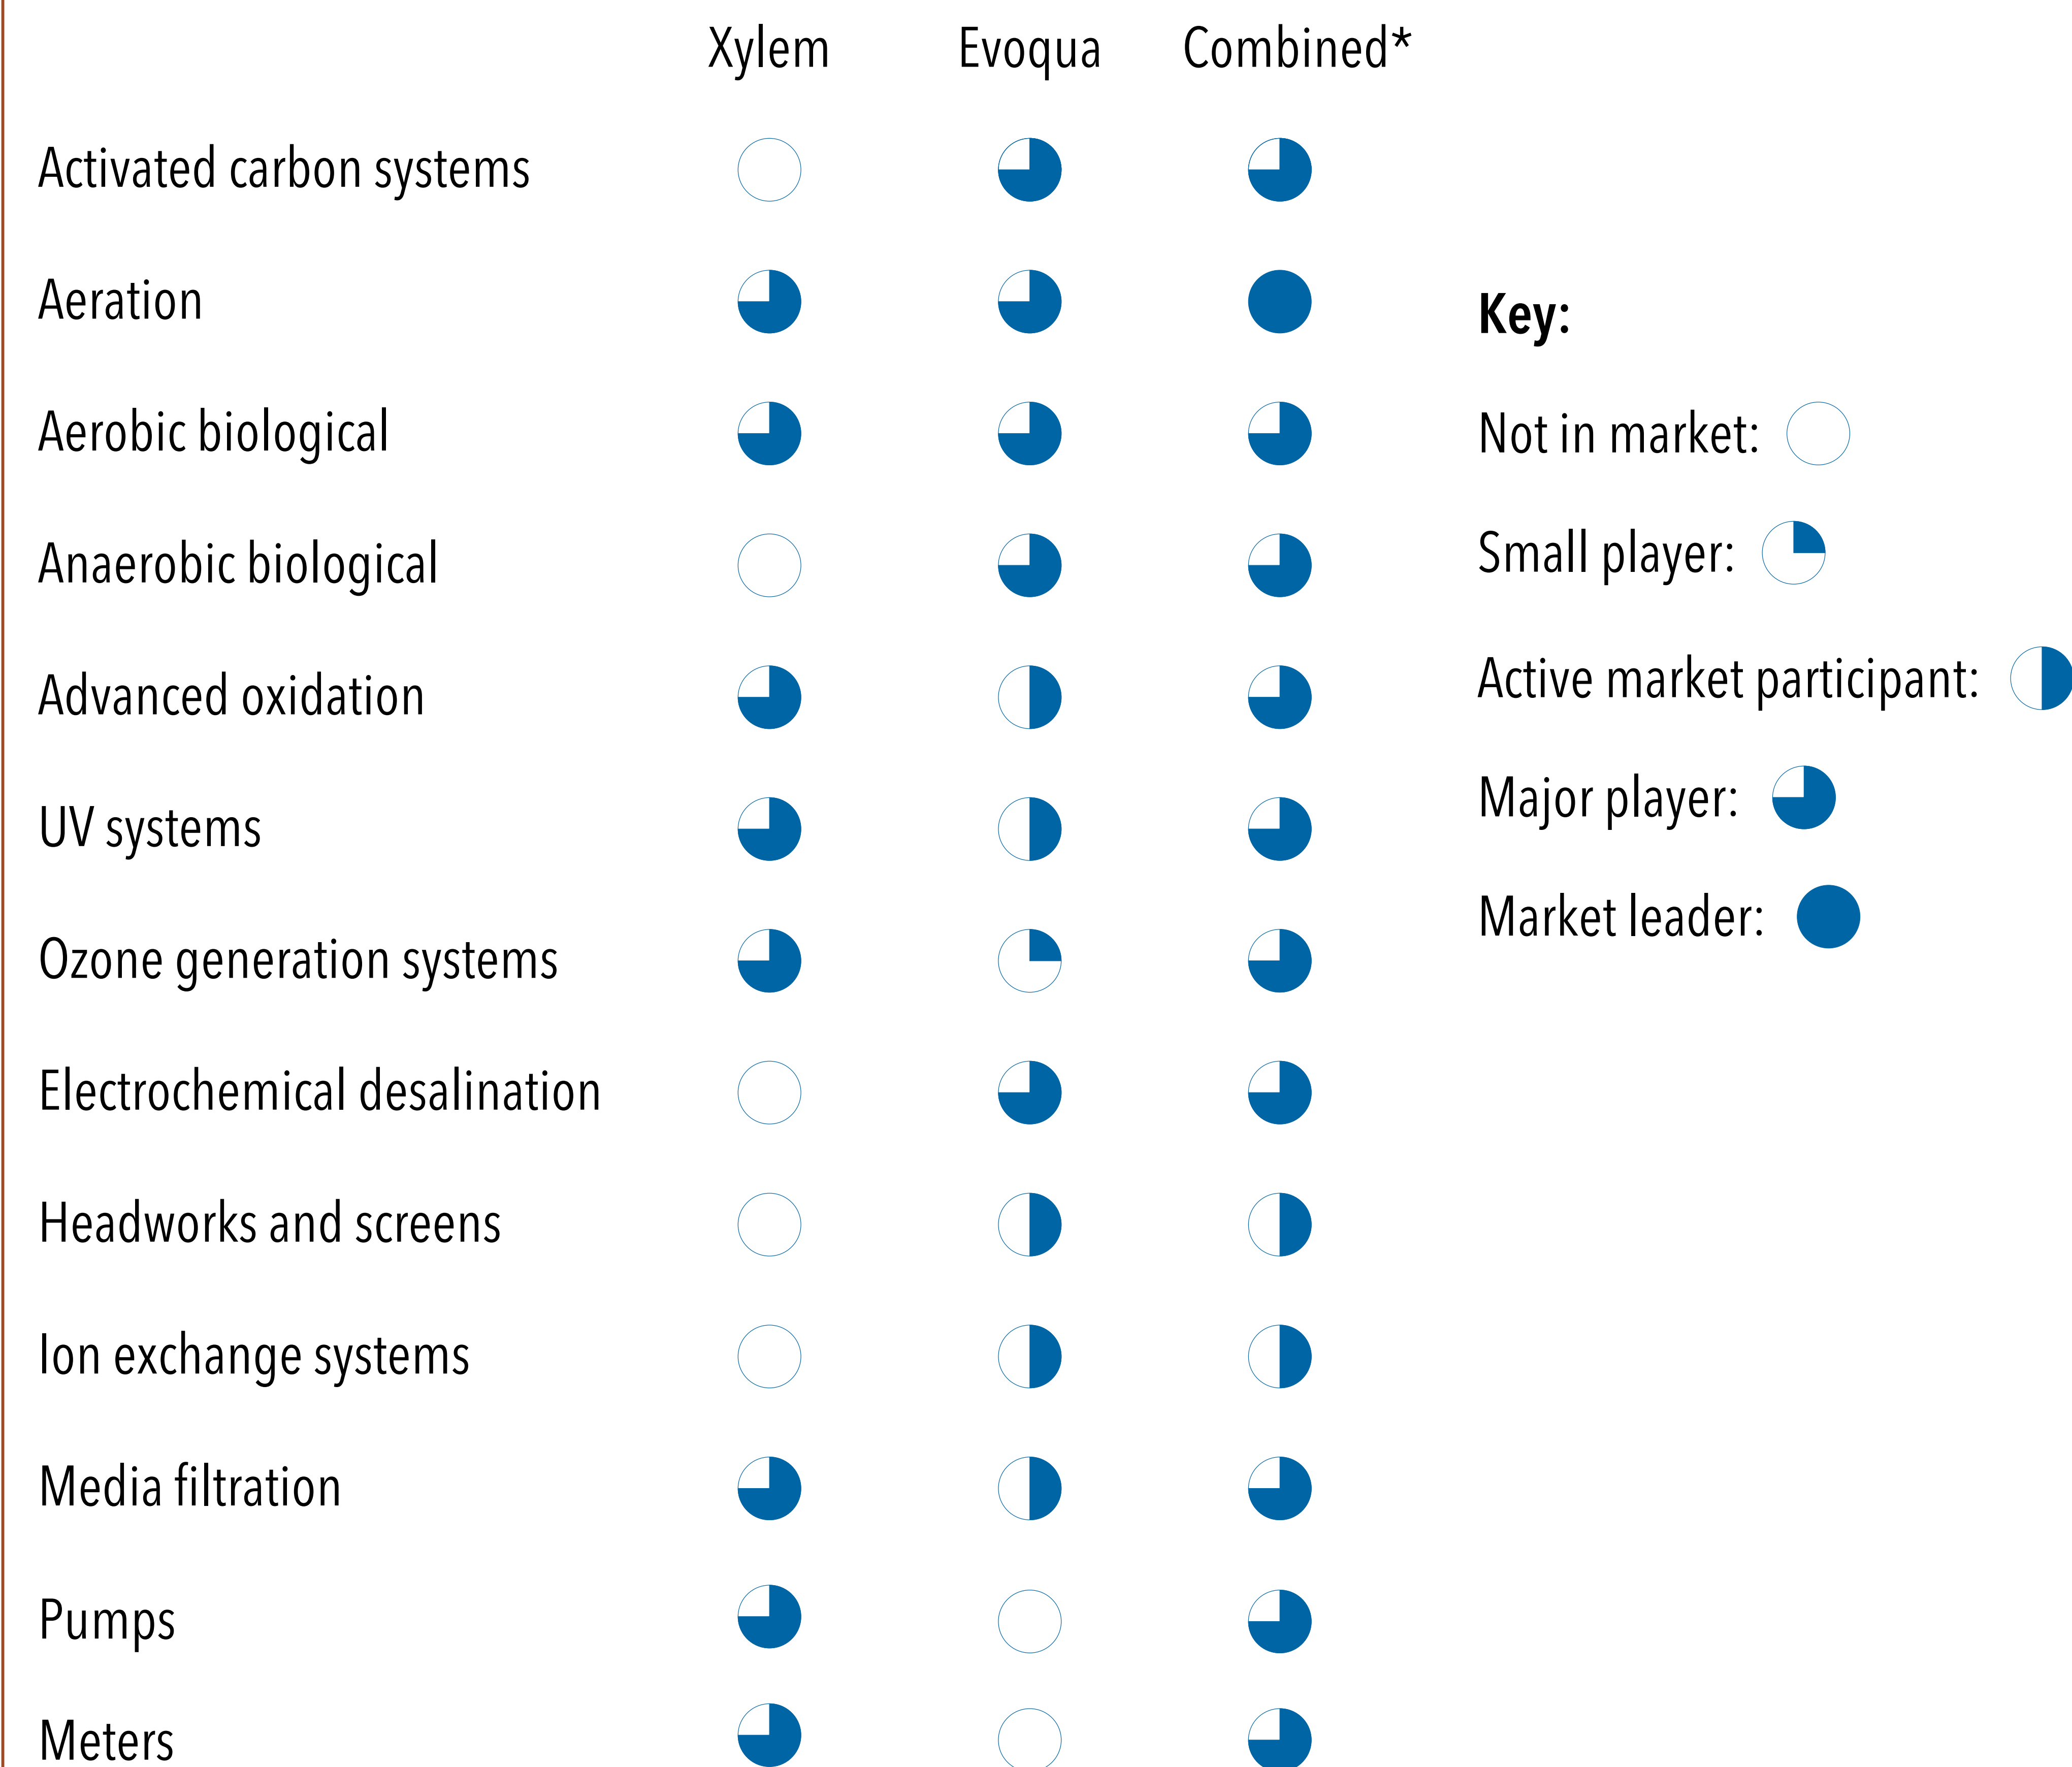 Xylem Evoqua Combined*
Activated carbon systems
Aeration
Aerobic biological
Anaerobic biological
Advanced oxidation
UV systems
Ozone generation systems
Electrochemical desalination
Headworks and screens
Ion exchange systems
Media filtration
Pumps
Meters
Key:
Not in market:
Small player:
Active market participant:
Major player:
Market leader: